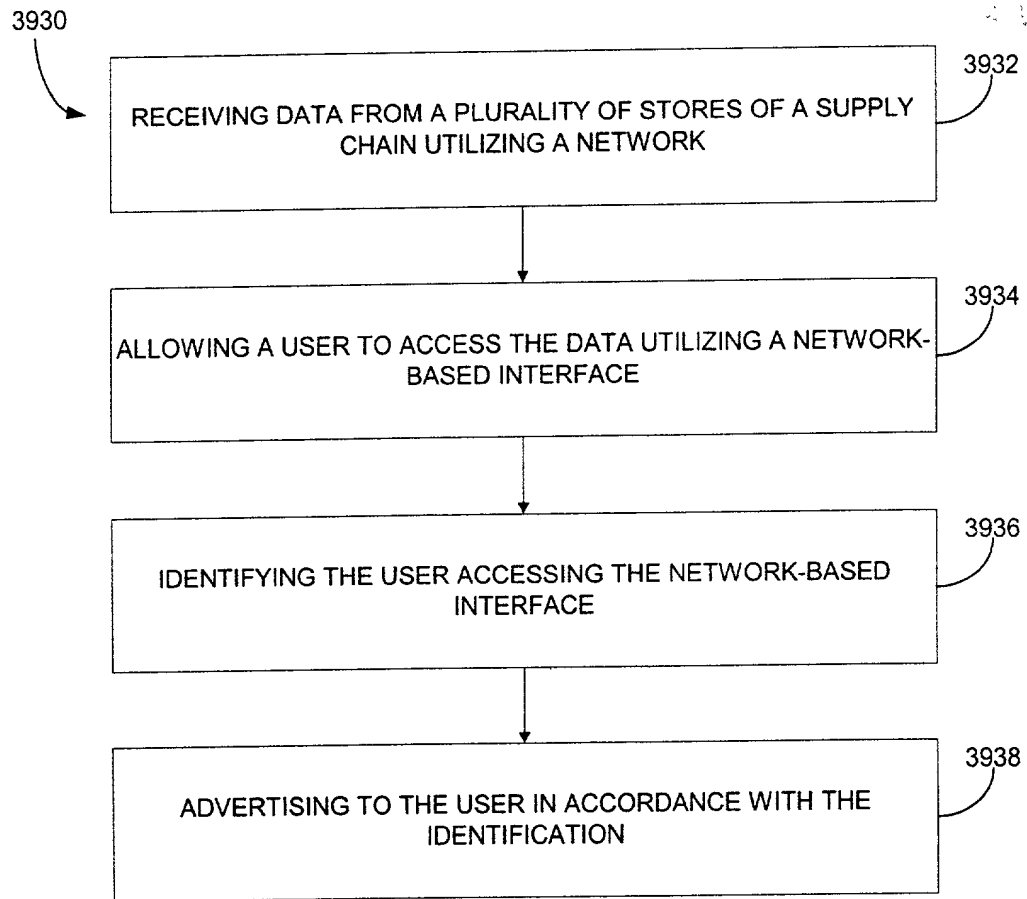 3930
3932
RECEIVING DATA FROM A PLURALITY OF STORES OF A SUPPLY
CHAIN UTILIZING A NETWORK
3934
ALLOWING A USER TO ACCESS THE DATA UTILIZING A NETWORK-
BASED INTERFACE
3936
IDENTIFYING THE USER ACCESSING THE NETWORK-BASED
INTERFACE
3938
ADVERTISING TO THE USER IN ACCORDANCE WITH THE
IDENTIFICATION